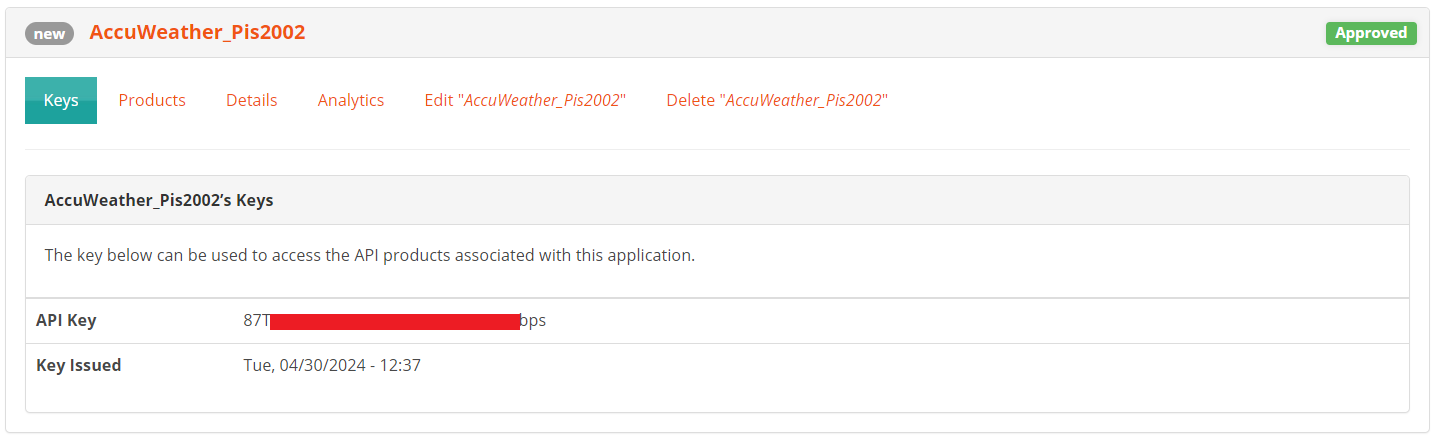 new AccuWeather_Pis2002 Approved
Keys Products Details Analytics Edit "AccuWeather_Pis2002" Delete "AccuWeather_Pis2002"
AccuWeather_Pis2002’s Keys
The key below can be used to access the API products associated with this application.
API Key 87T ops
Key Issued Tue, 04/30/2024 - 12:37